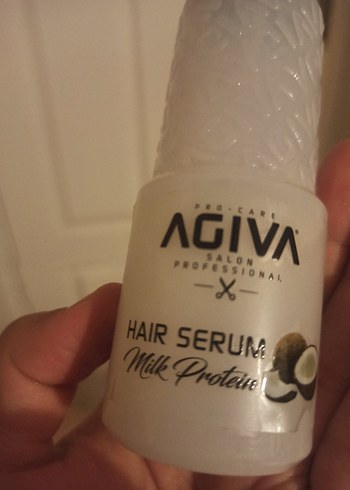 PRO-CARE
AGIVA®
SALON
PROFESSIONAL
HAIR SERUM
Milk Protein